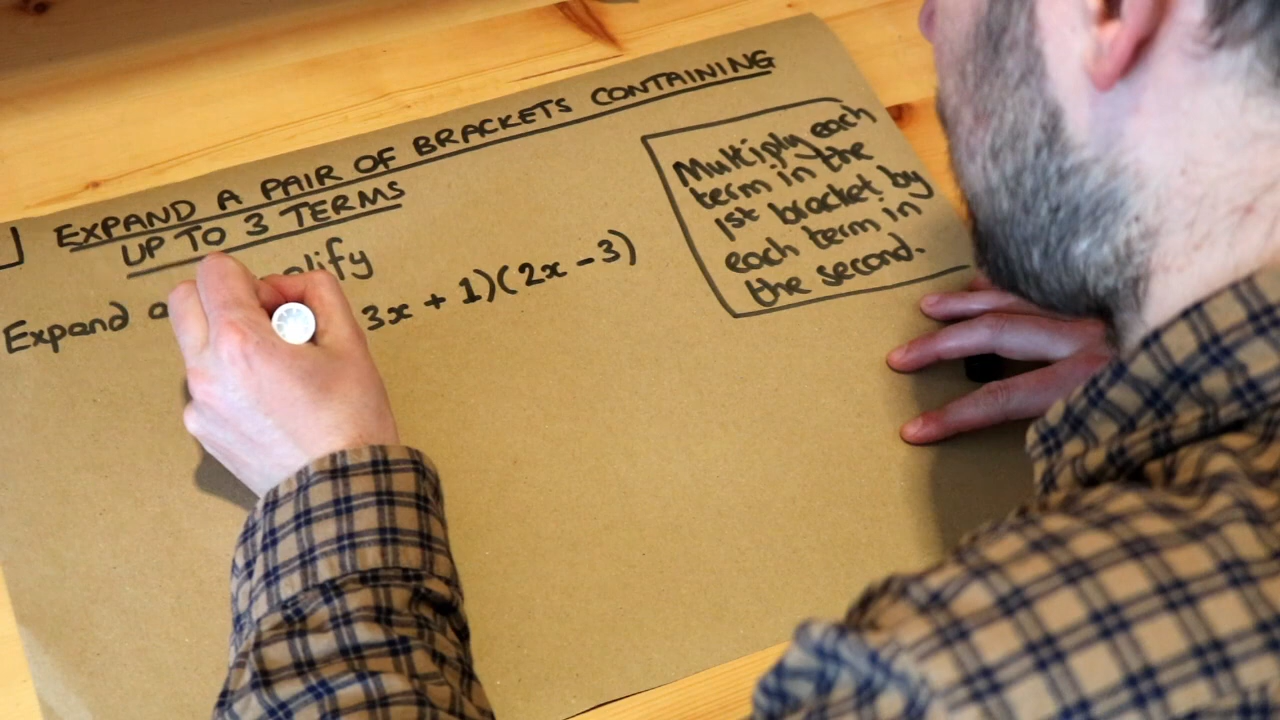 EXPAND A PAIR OF BRACKETS CONTAINING
UP TO 3 TERMS
Expand
3x + 1)(2x - 3)
Multiply each
term in the
1st bracket by
each term in
the second.